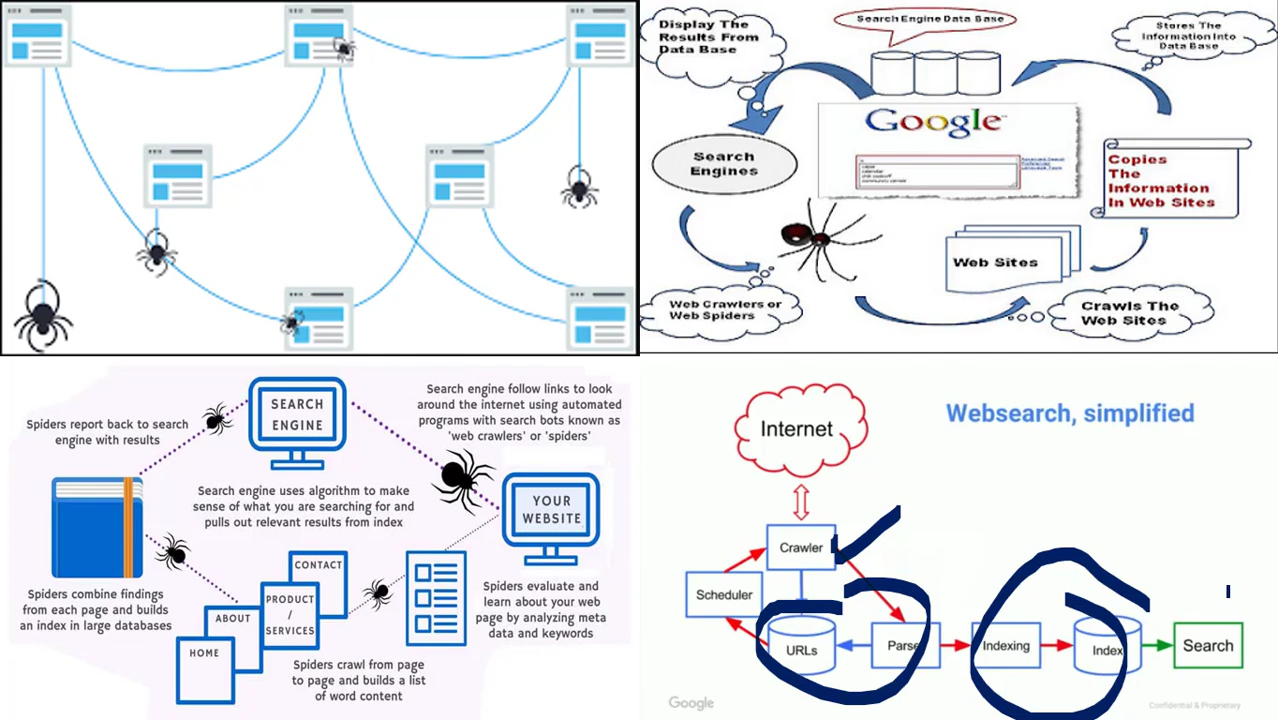 Display The
Results From
Data Base
Search Engine Data Base
Stores The
Information Into
Data Base
Google™
Search
Engines
Copies
The
Information
In Web Sites
Web Sites
Web Crawlers or
Web Spiders
Crawls The
Web Sites
Spiders report back to search
engine with results
SEARCH
ENGINE
Search engine follow links to look
around the internet using automated
programs with search bots known as
'web crawlers' or 'spiders'
Search engine uses algorithm to make
sense of what you are searching for and
pulls out relevant results from index
YOUR
WEBSITE
Spiders combine findings
from each page and builds
an index in large databases
CONTACT
PRODUCT
/
SERVICES
ABOUT
HOME
Spiders evaluate and
learn about your web
page by analyzing meta
data and keywords
Spiders crawl from page
to page and builds a list
of word content
Websearch, simplified
Internet
Crawler
Scheduler
URLs
Parse
Indexing
Index
Search
Google
Confidential & Proprietary